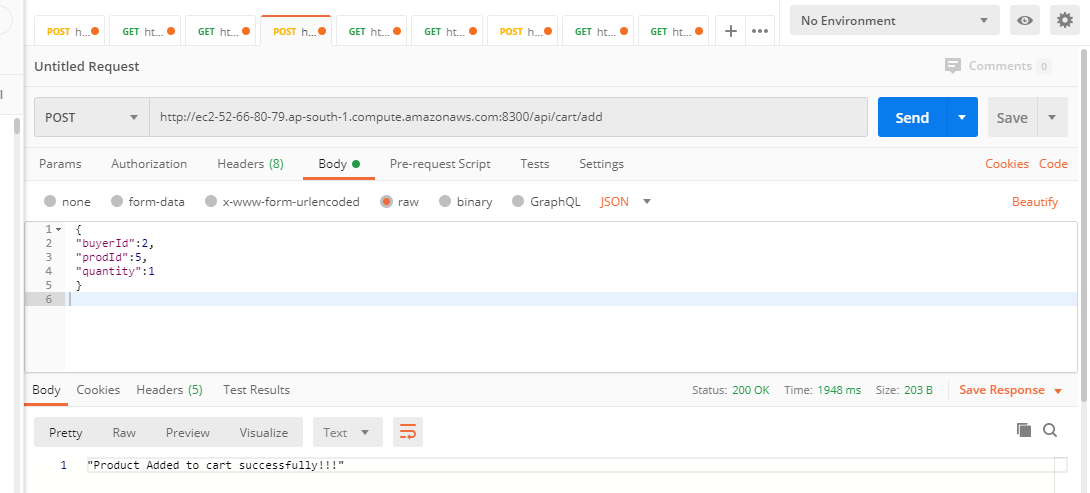 POST h... GET ht... GET ht... POST h... GET ht... GET ht... POST h... GET ht... GET ht... + ••• No Environment
Untitled Request Comments 0
POST http://ec2-52-66-80-79.ap-south-1.compute.amazonaws.com:8300/api/cart/add Send Save
Params Authorization Headers (8) Body Pre-request Script Tests Settings Cookies Code
none form-data x-www-form-urlencoded raw binary GraphQL JSON Beautify
1 {
2 "buyerId":2,
3 "prodId":5,
4 "quantity":1
5 }
6
Body Cookies Headers (5) Test Results Status: 200 OK Time: 1948 ms Size: 203 B Save Response
Pretty Raw Preview Visualize Text
1 "Product Added to cart successfully!!!"